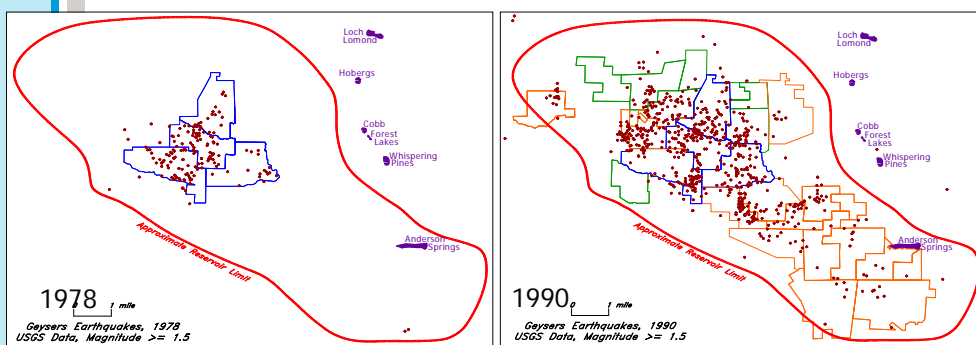 Loch
Lomond
Hobergs
Cobb
Forest
Lakes
Whispering
Pines
Anderson
Springs
Approximate Reservoir Limit
1978
0 1 mile
Geysers Earthquakes, 1978
USGS Data, Magnitude >= 1.5
Loch
Lomond
Hobergs
Cobb
Forest
Lakes
Whispering
Pines
Anderson
Springs
Approximate Reservoir Limit
1990
0 1 mile
Geysers Earthquakes, 1990
USGS Data, Magnitude >= 1.5